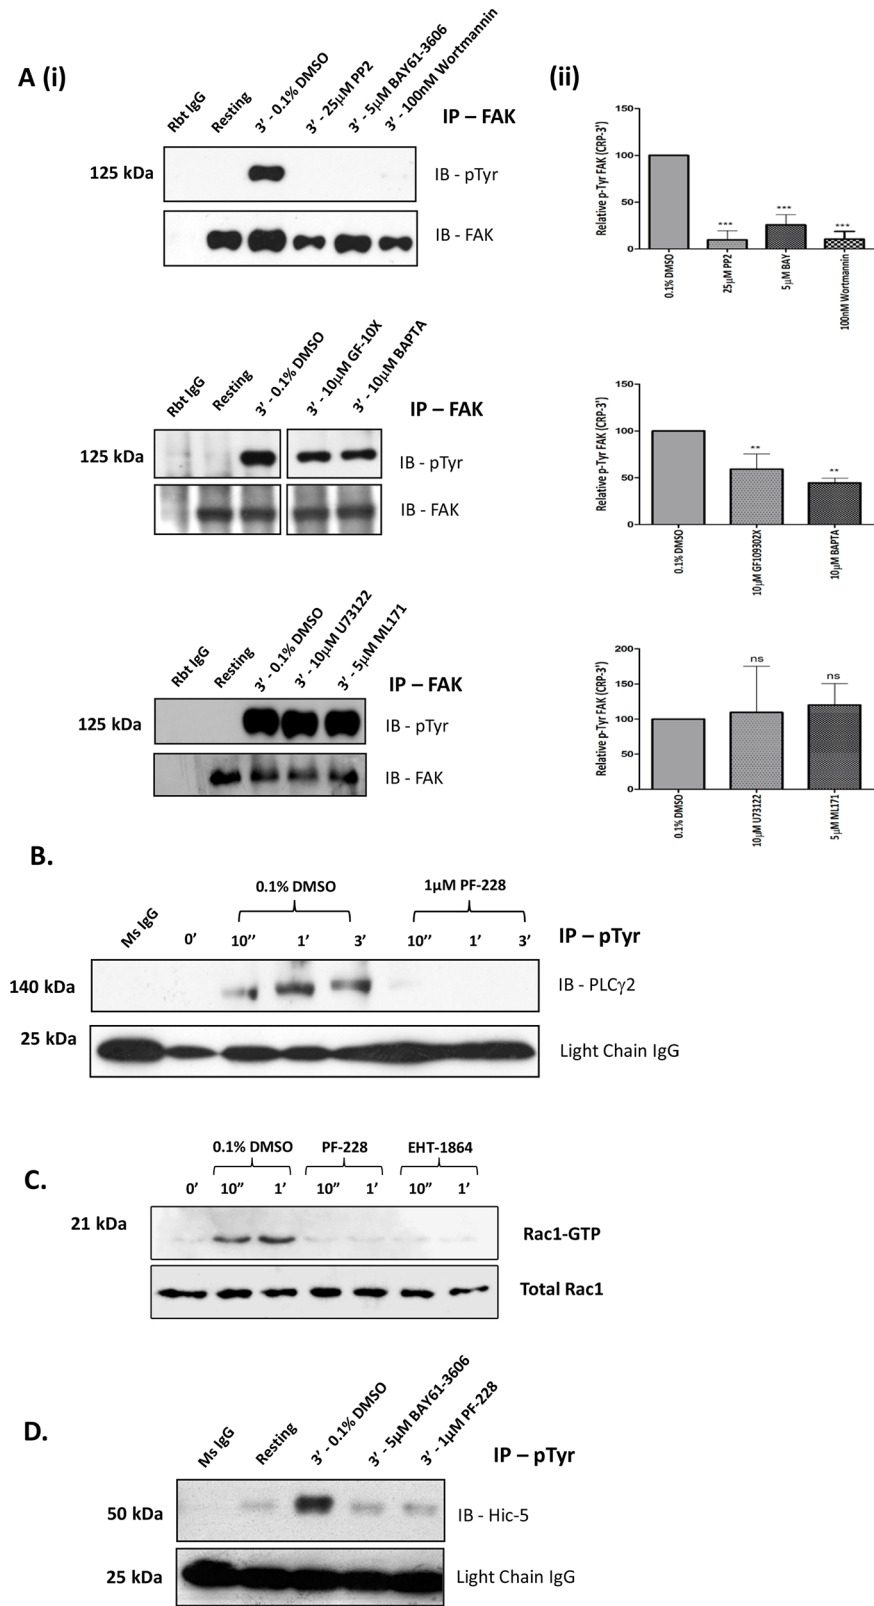 A (i)
Rbt IgG
Resting
3′ - 0.1% DMSO
3′ - 25µM PP2
3′ - 5µM BAY61-3606
3′ - 100nM Wortmannin
IP – FAK
125 kDa
IB - pTyr
IB - FAK
(ii)
Relative p-Tyr FAK (CRP-3')
150
100
50
0
***
***
***
0.1% DMSO
25µM PP2
5µM BAY
100nM Wortmannin
Rbt IgG
Resting
3′ - 0.1% DMSO
3′ - 10µM GF-10X
3′ - 10µM BAPTA
IP – FAK
125 kDa
IB - pTyr
IB - FAK
Relative p-Tyr FAK (CRP-3')
150
100
50
0
**
**
0.1% DMSO
10µM GF109302X
10µM BAPTA
Rbt IgG
Resting
3′ - 0.1% DMSO
3′ - 10µM U73122
3′ - 5µM ML171
IP – FAK
125 kDa
IB - pTyr
IB - FAK
Relative p-Tyr FAK (CRP-3')
200
150
100
50
0
ns
ns
0.1% DMSO
10µM U73122
5µM ML171
B.
0.1% DMSO 1µM PF-228
Ms IgG 0′ 10′′ 1′ 3′ 10′′ 1′ 3′ IP – pTyr
140 kDa IB - PLCγ2
25 kDa Light Chain IgG
C.
0.1% DMSO PF-228 EHT-1864
0′ 10″ 1′ 10″ 1′ 10″ 1′
21 kDa Rac1-GTP
Total Rac1
D.
Ms IgG
Resting
3′ - 0.1% DMSO
3′ - 5µM BAY61-3606
3′ - 1µM PF-228
IP – pTyr
50 kDa IB - Hic-5
25 kDa Light Chain IgG